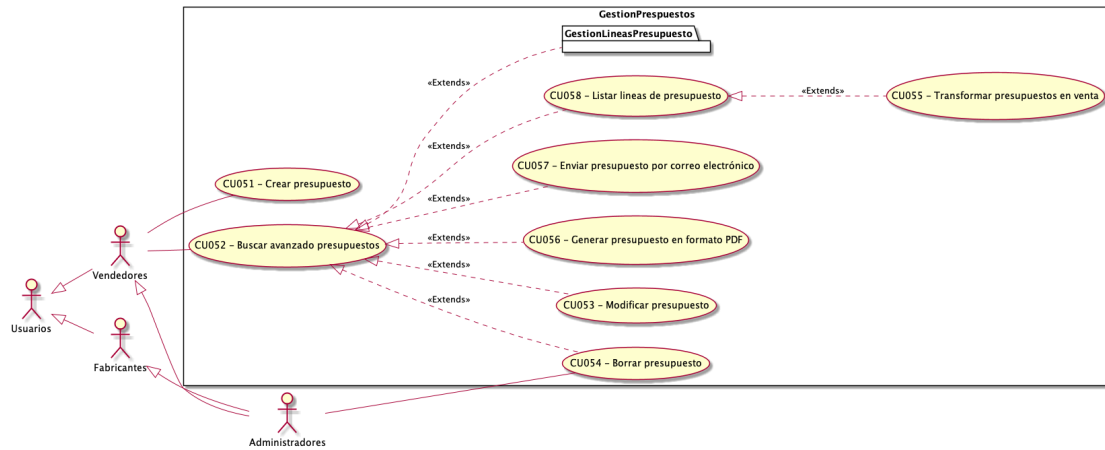 GestionPrespuestos
GestionLineasPresupuesto
«Extends»
CU058 – Listar lineas de presupuesto
«Extends»
CU055 – Transformar presupuestos en venta
«Extends»
CU057 – Enviar presupuesto por correo electrónico
«Extends»
CU051 – Crear presupuesto
CU052 – Buscar avanzado presupuestos
«Extends»
CU056 – Generar presupuesto en formato PDF
«Extends»
CU053 – Modificar presupuesto
«Extends»
CU054 – Borrar presupuesto
Vendedores
Usuarios
Fabricantes
Administradores